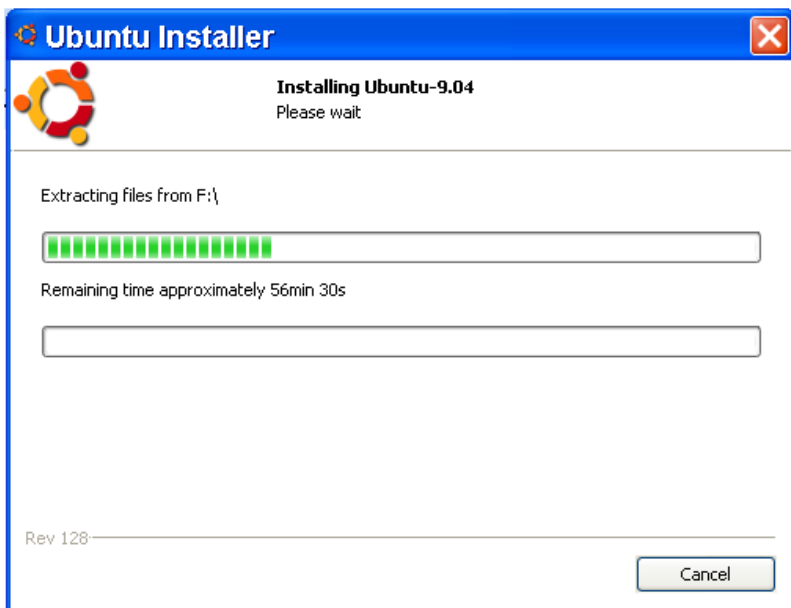 Ubuntu Installer
Installing Ubuntu-9.04
Please wait
Extracting files from F:\
Remaining time approximately 56min 30s
Rev 128
Cancel